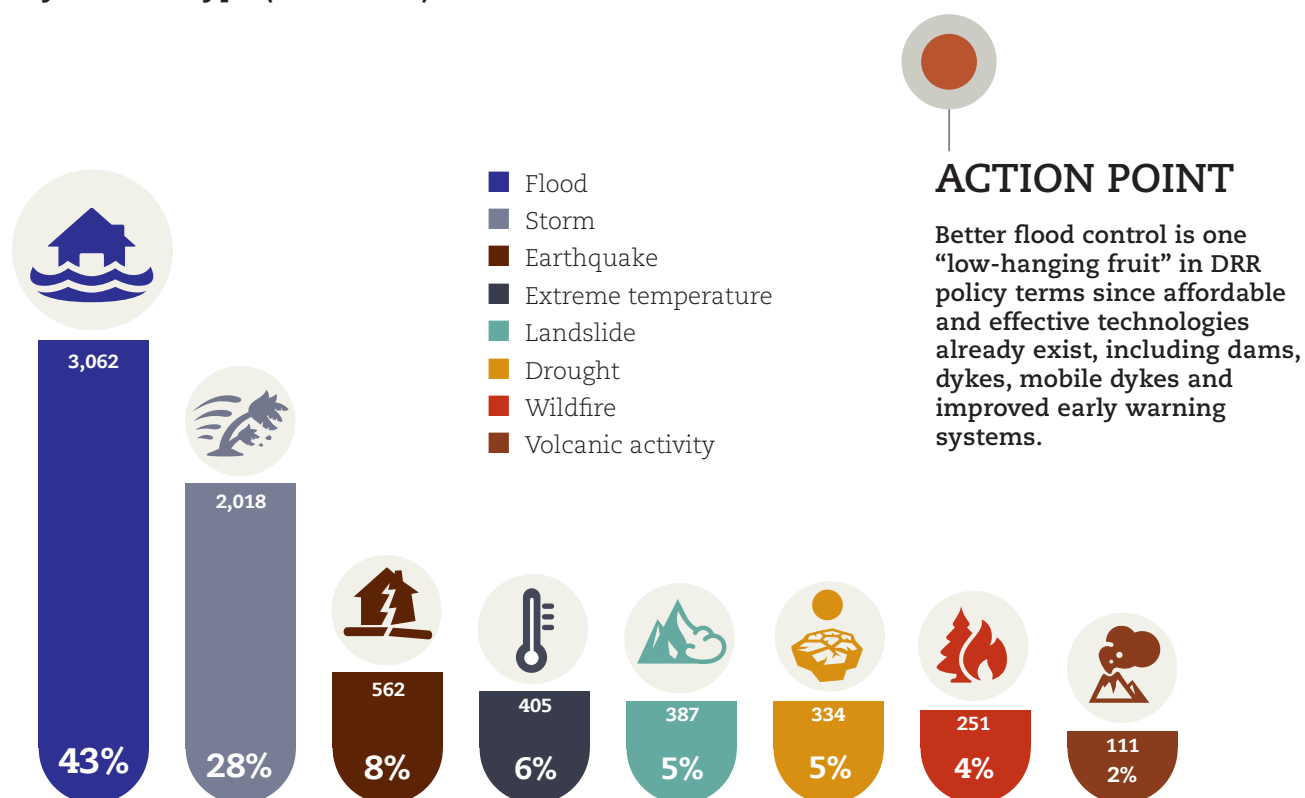 Flood
Storm
Earthquake
Extreme temperature
Landslide
Drought
Wildfire
Volcanic activity
ACTION POINT
Better flood control is one
“low-hanging fruit” in DRR
policy terms since affordable
and effective technologies
already exist, including dams,
dykes, mobile dykes and
improved early warning
systems.
3,062
43%
2,018
28%
562
8%
405
6%
387
5%
334
5%
251
4%
111
2%